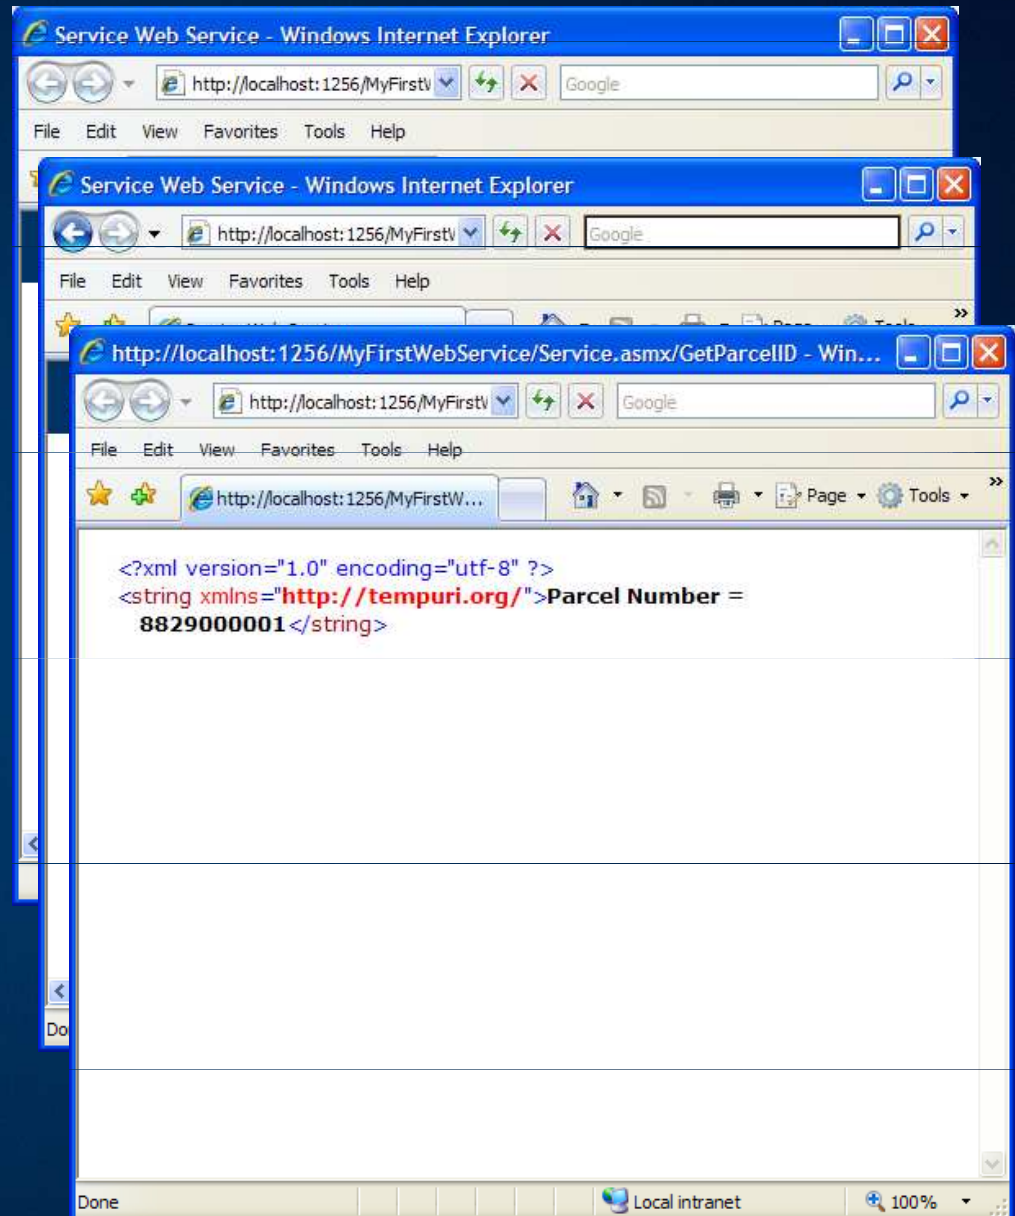 Service Web Service - Windows Internet Explorer
http://localhost:1256/MyFirstV
Google
File Edit View Favorites Tools Help
Service Web Service - Windows Internet Explorer
http://localhost:1256/MyFirstV
Google
File Edit View Favorites Tools Help
http://localhost:1256/MyFirstWebService/Service.asmx/GetParcelID - Win...
http://localhost:1256/MyFirstV
Google
File Edit View Favorites Tools Help
http://localhost:1256/MyFirstW... Page Tools
<?xml version="1.0" encoding="utf-8" ?>
<string xmlns="http://tempuri.org/">Parcel Number =
8829000001</string>
Do
Done Local intranet 100%